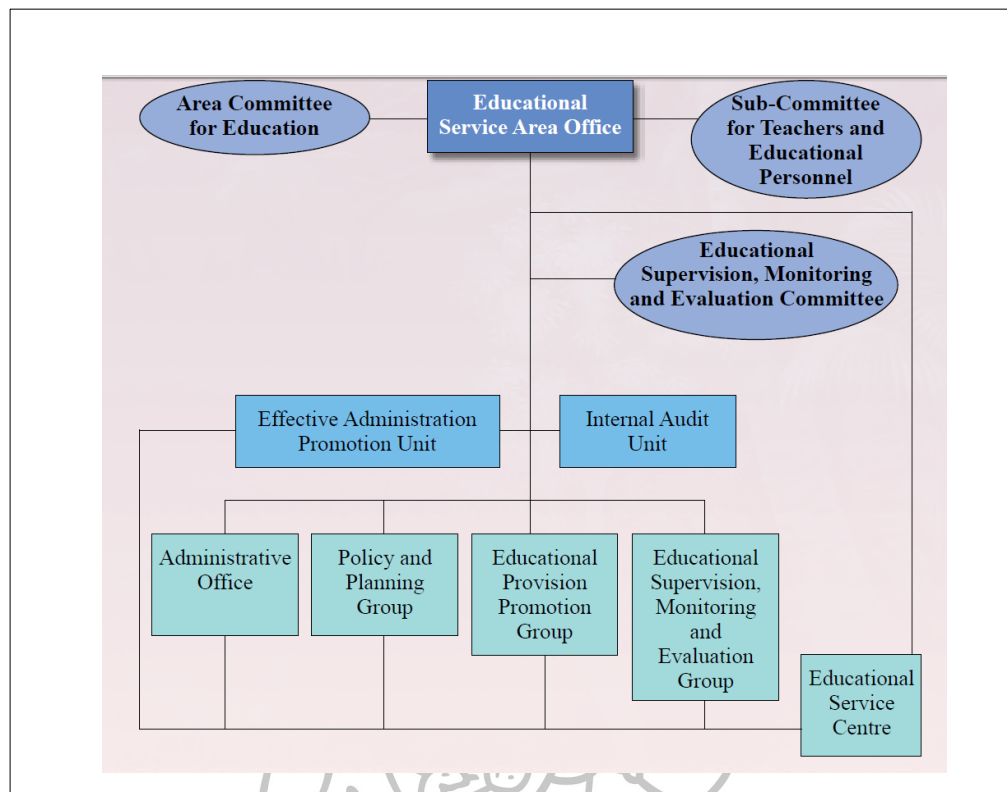 Area Committee
for Education
Educational
Service Area Office
Sub-Committee
for Teachers and
Educational
Personnel
Educational
Supervision, Monitoring
and Evaluation Committee
Effective Administration
Promotion Unit
Internal Audit
Unit
Administrative
Office
Policy and
Planning
Group
Educational
Provision
Promotion
Group
Educational
Supervision,
Monitoring
and
Evaluation
Group
Educational
Service
Centre